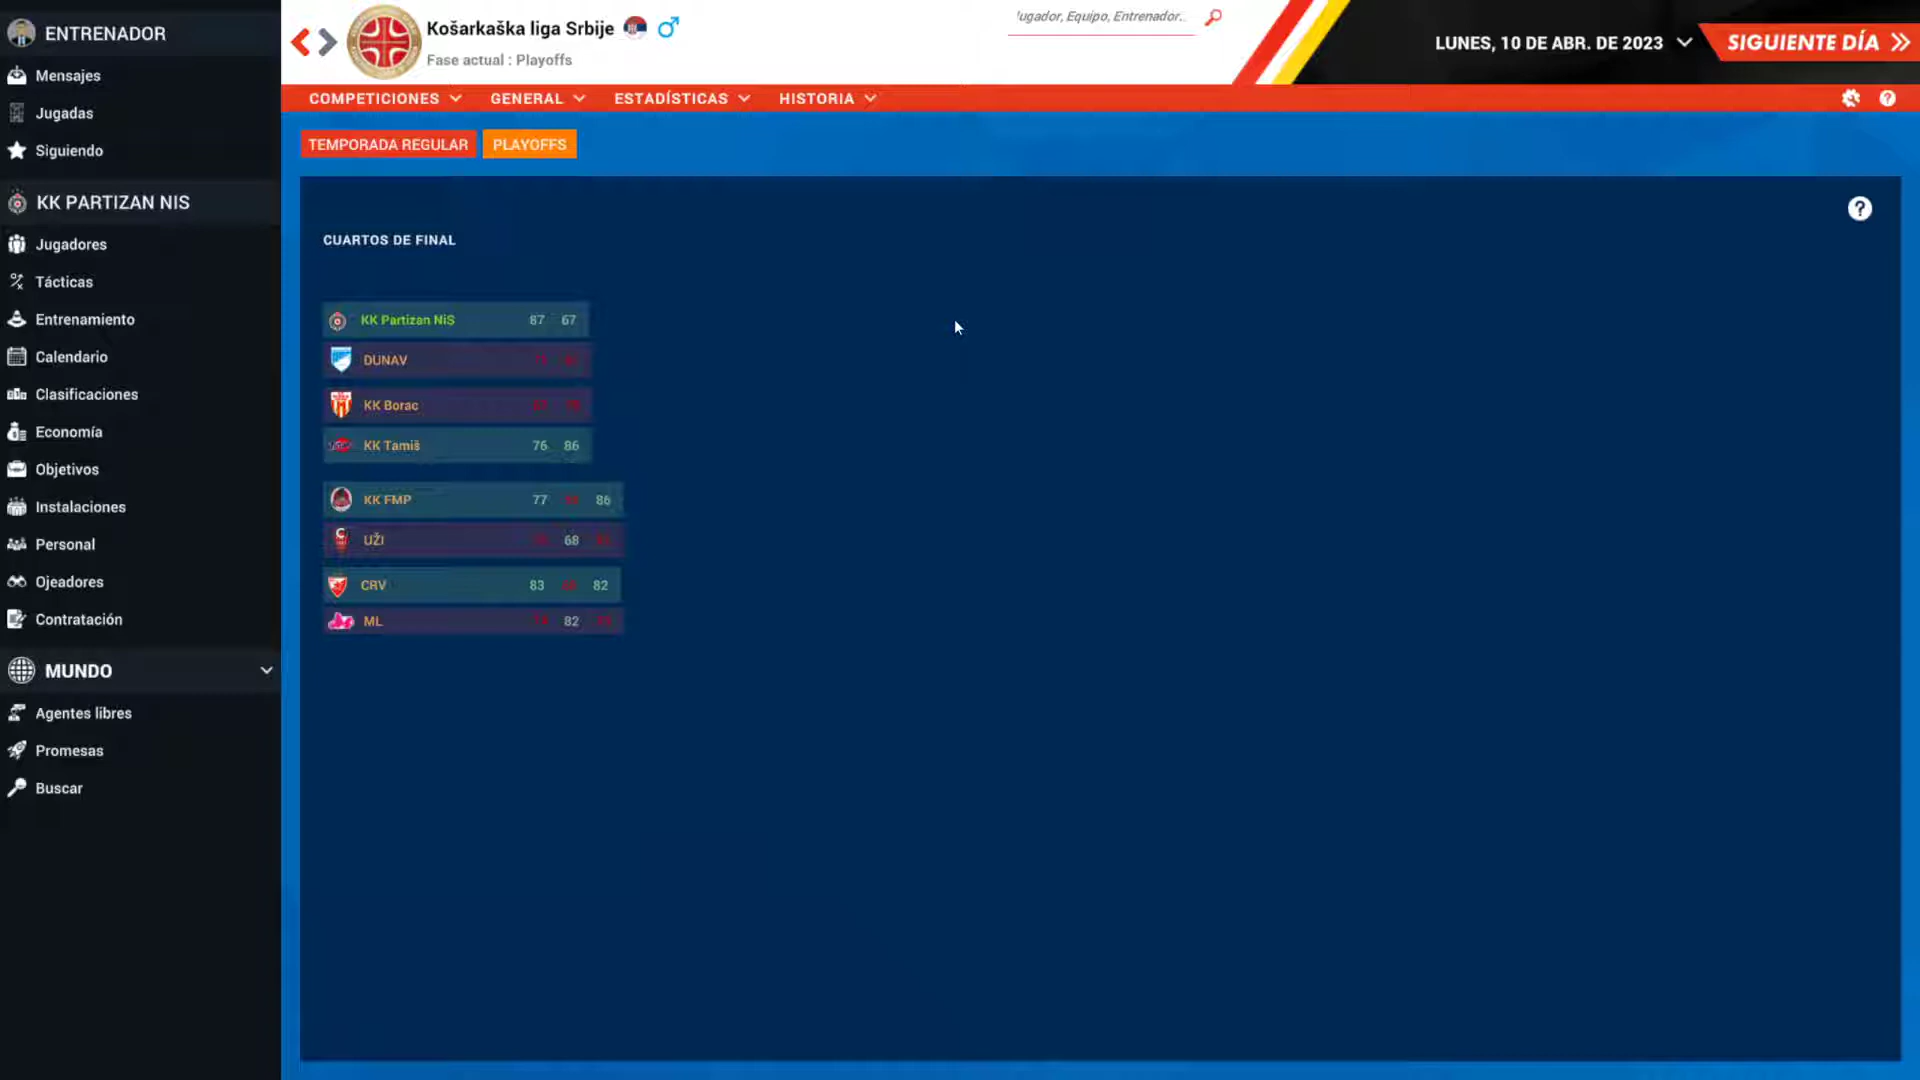 ENTRENADOR
Mensajes
Jugadas
Siguiendo
KK PARTIZAN NIS
Jugadores
Tácticas
Entrenamiento
Calendario
Clasificaciones
Economía
Objetivos
Instalaciones
Personal
Ojeadores
Contratación
MUNDO
Agentes libres
Promesas
Buscar
Košarkaška liga Srbije
Fase actual : Playoffs
Jugador, Equipo, Entrenador..
LUNES, 10 DE ABR. DE 2023
SIGUIENTE DÍA
COMPETICIONES GENERAL ESTADÍSTICAS HISTORIA
TEMPORADA REGULAR PLAYOFFS
CUARTOS DE FINAL
KK Partizan NiS 87 67
DUNAV
KK Borac
KK Tamiš 76 86
KK FMP 77 86
UŽI 68
CRV 83 82
ML 82